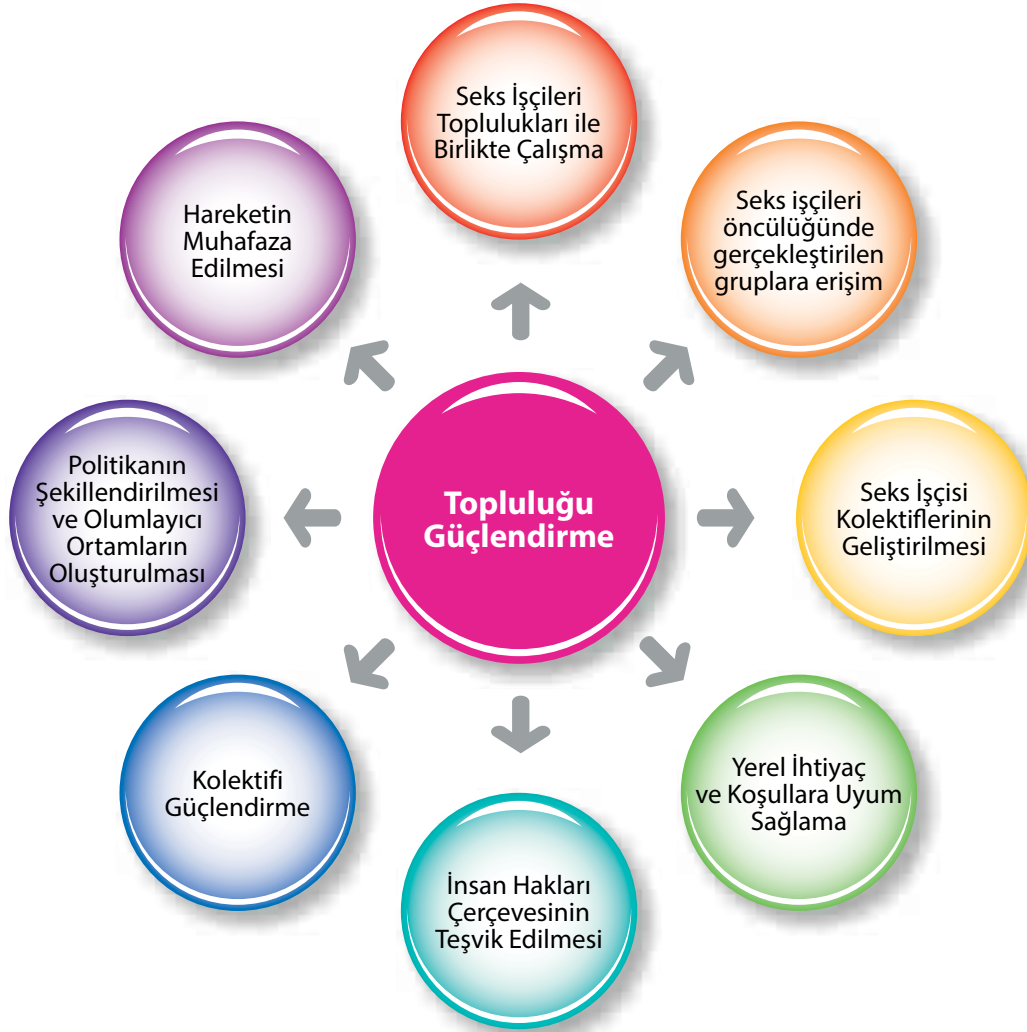 Seks İşçileri
Toplulukları ile
Birlikte Çalışma
Seks işçileri
öncülüğünde
gerçekleştirilen
gruplara erişim
Seks İşçisi
Kolektiflerinin
Geliştirilmesi
Yerel İhtiyaç
ve Koşullara Uyum
Sağlama
İnsan Hakları
Çerçevesinin
Teşvik Edilmesi
Kolektifi
Güçlendirme
Politikanın
Şekillendirilmesi
ve Olumlayıcı
Ortamların
Oluşturulması
Hareketin
Muhafaza
Edilmesi
Topluluğu
Güçlendirme